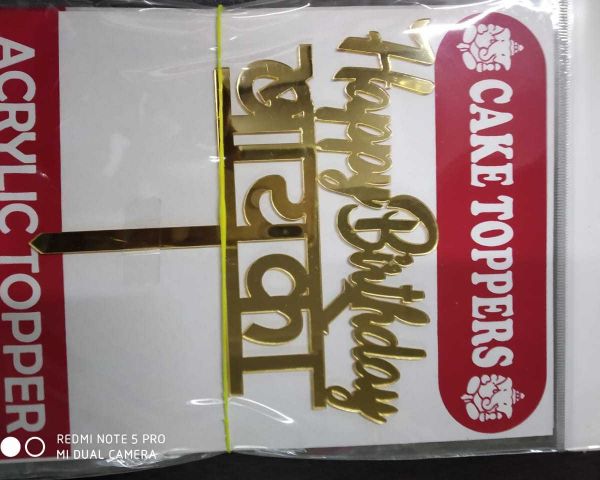 CAKE TOPPERS
Happy Birthday
ACRYLIC TOPPER
REDMI NOTE 5 PRO
MI DUAL CAMERA